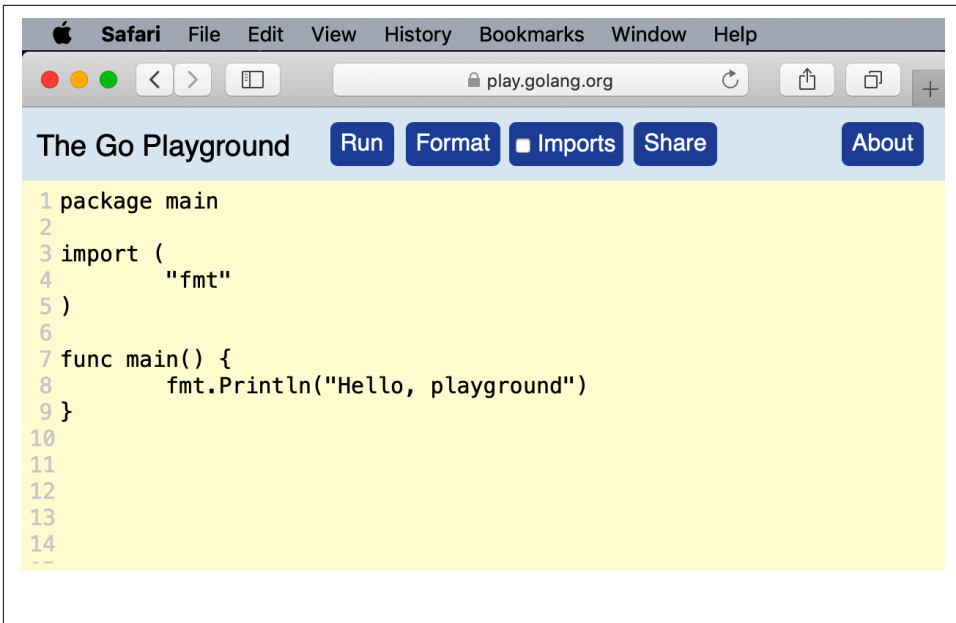 Safari File Edit View History Bookmarks Window Help
play.golang.org
The Go Playground Run Format Imports Share About
1 package main
2
3 import (
4 "fmt"
5 )
6
7 func main() {
8 fmt.Println("Hello, playground")
9 }
10
11
12
13
14